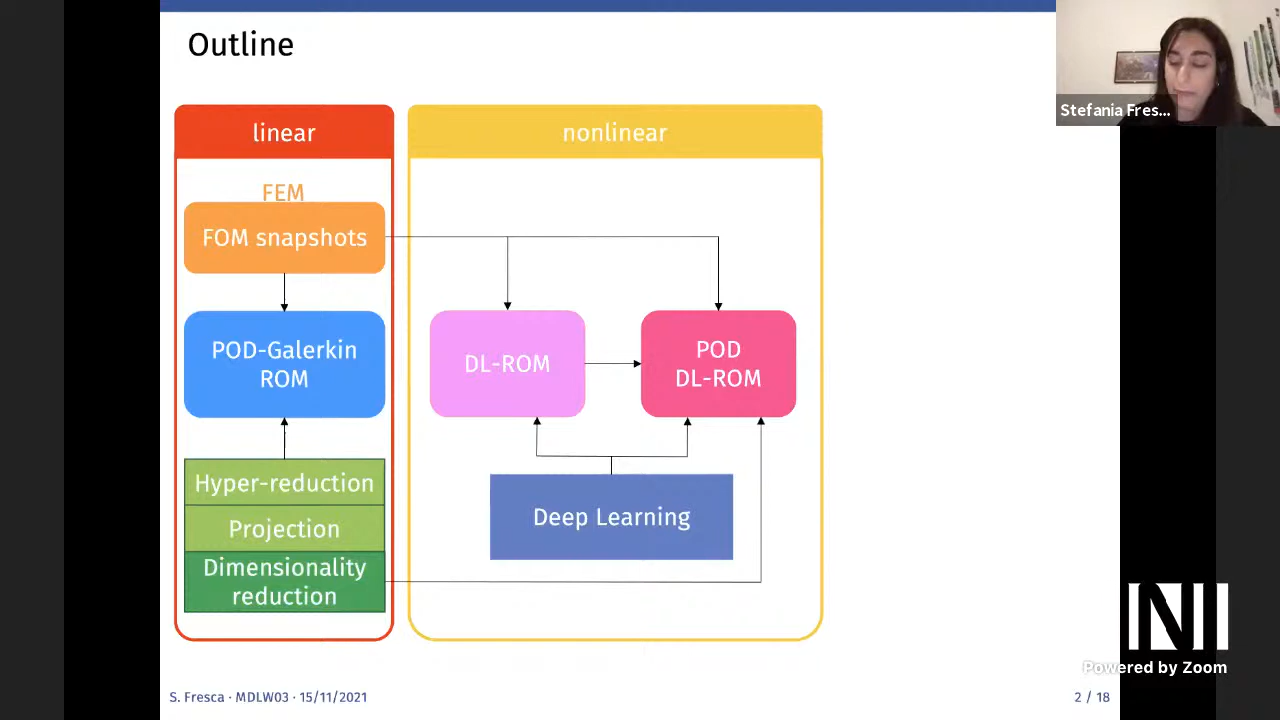 Outline
linear
nonlinear
FEM
FOM snapshots
POD-Galerkin
ROM
DL-ROM
POD
DL-ROM
Hyper-reduction
Projection
Dimensionality
reduction
Deep Learning
S. Fresca · MDLW03 · 15/11/2021
2 / 18
Stefania Fres...
NI
Powered by Zoom